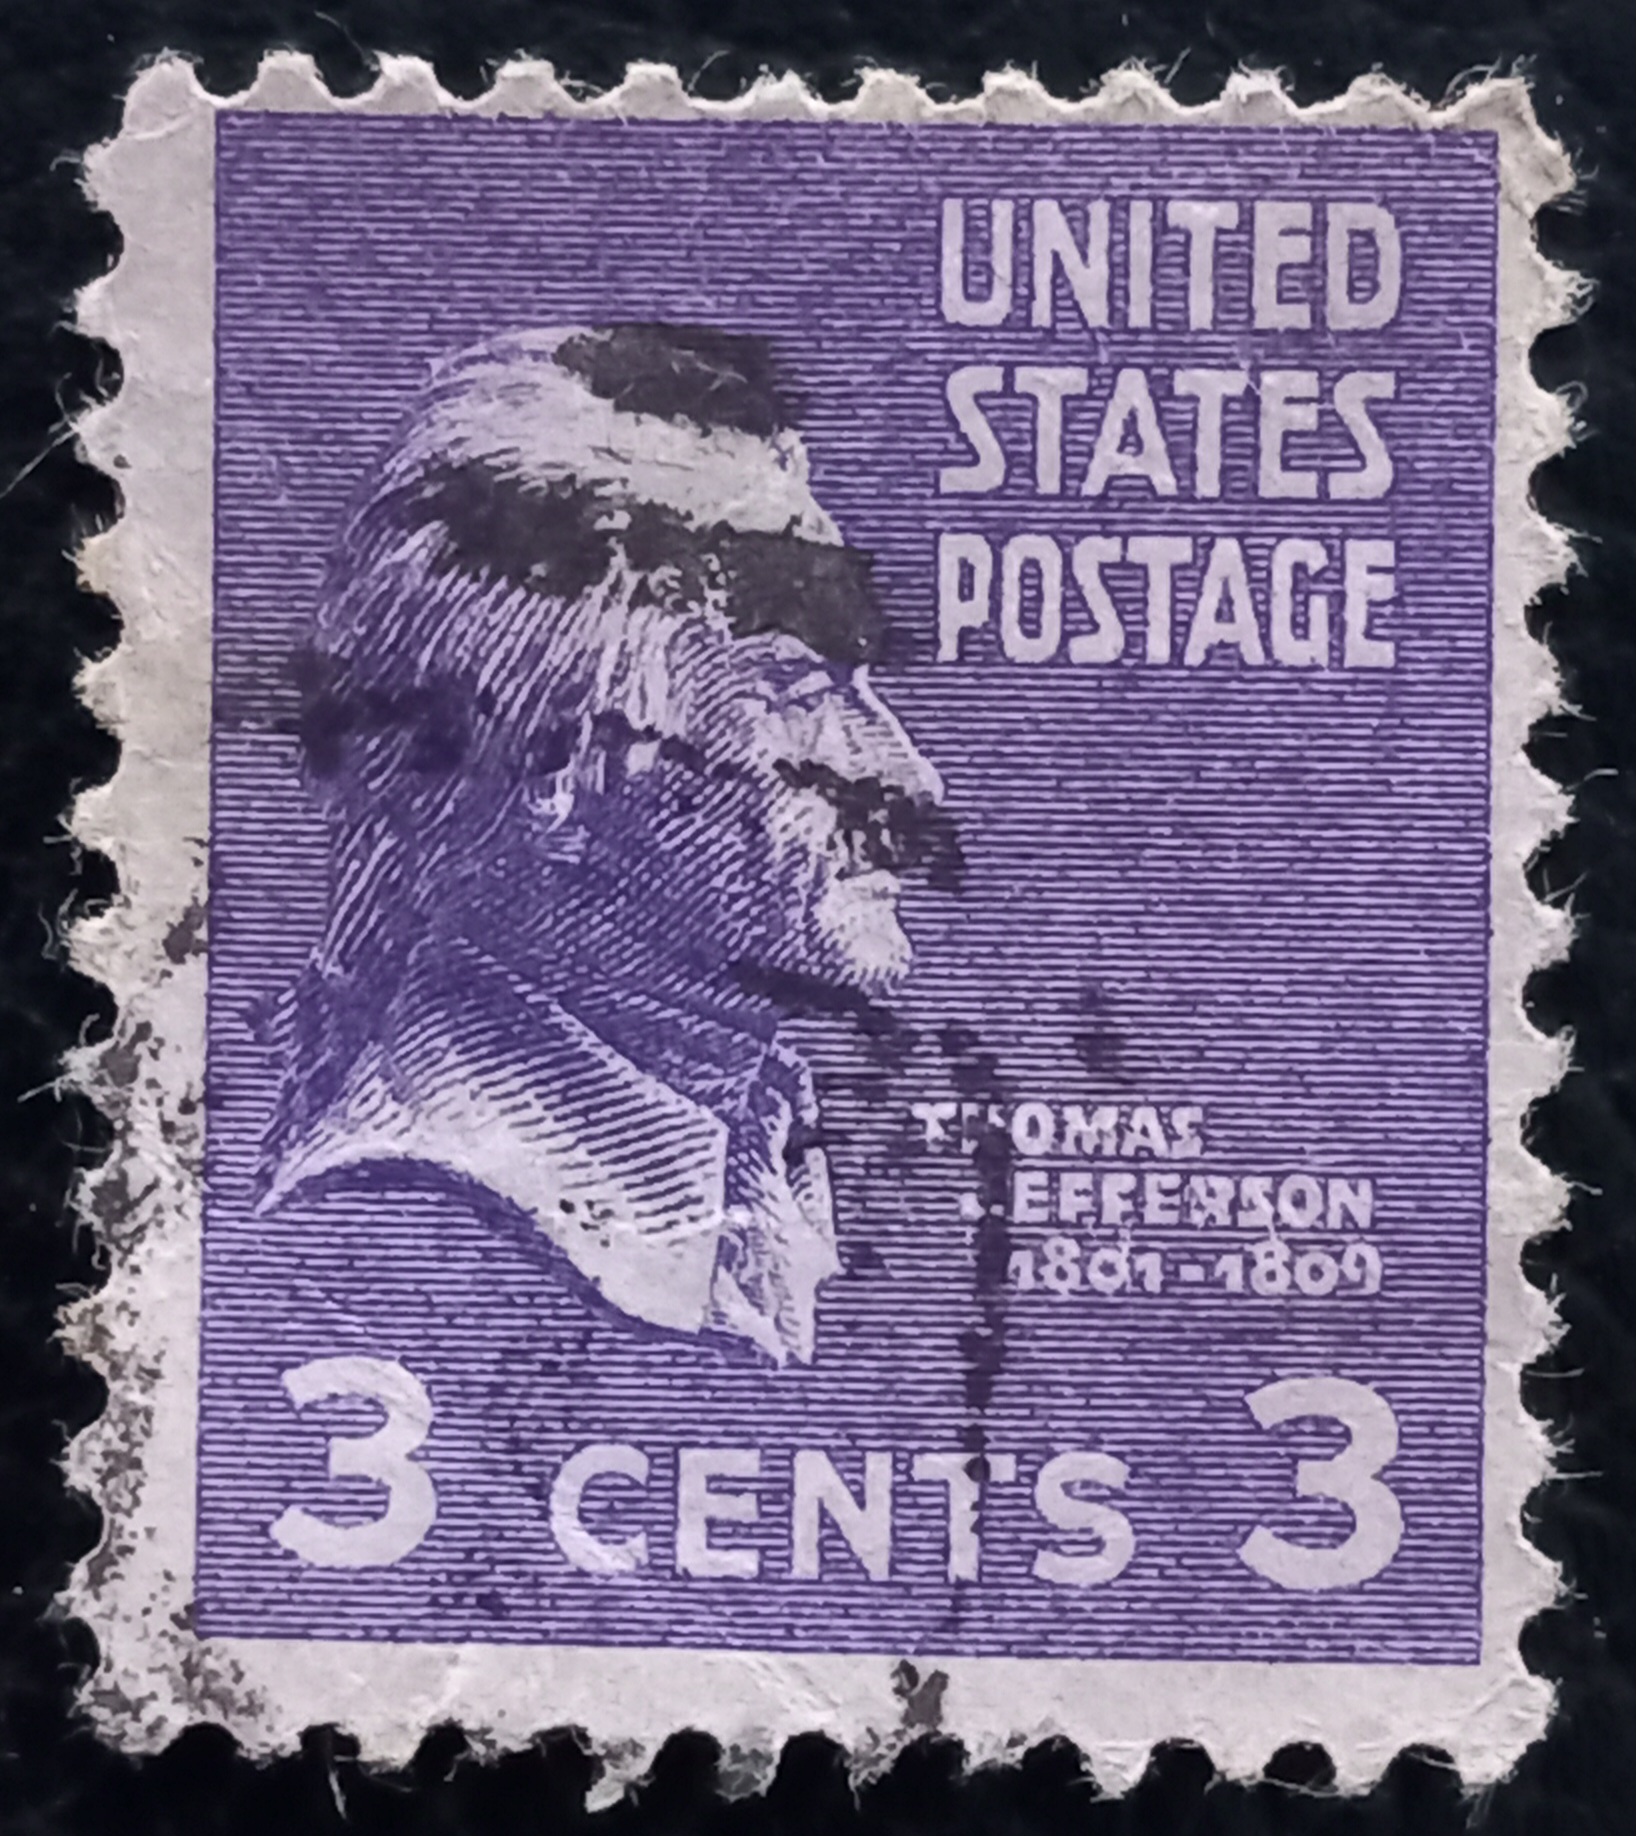 UNITED
STATES
POSTAGE
THOMAS
JEFFERSON
1801-1809
3 CENTS 3